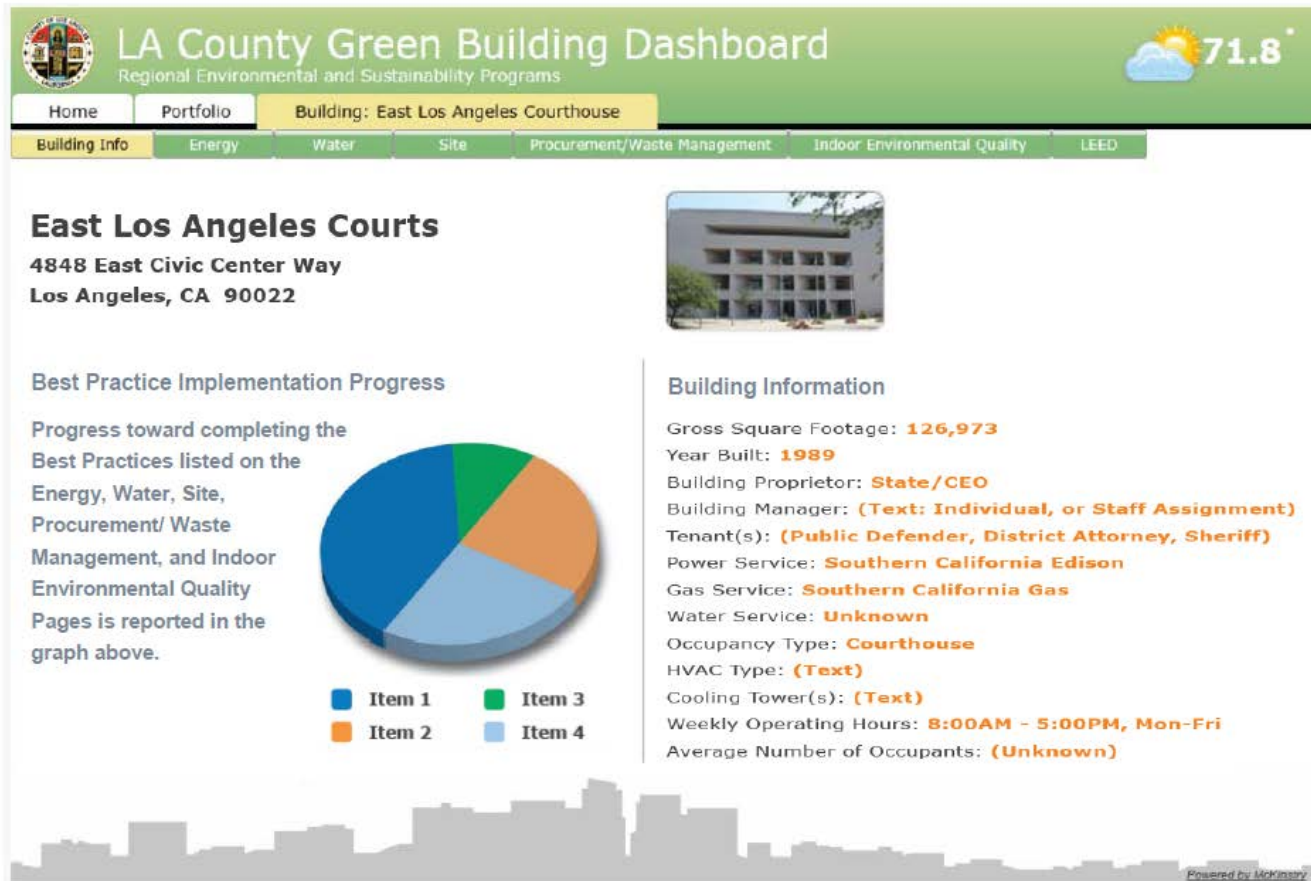 LA County Green Building Dashboard
Regional Environmental and Sustainability Programs
71.8°
Home
Portfolio
Building: East Los Angeles Courthouse
Building Info
Energy
Water
Site
Procurement/Waste Management
Indoor Environmental Quality
LEED
East Los Angeles Courts
4848 East Civic Center Way
Los Angeles, CA 90022
Best Practice Implementation Progress
Progress toward completing the
Best Practices listed on the
Energy, Water, Site,
Procurement/ Waste
Management, and Indoor
Environmental Quality
Pages is reported in the
graph above.
Item 1
Item 3
Item 2
Item 4
Building Information
Gross Square Footage: 126,973
Year Built: 1989
Building Proprietor: State/CEO
Building Manager: (Text: Individual, or Staff Assignment)
Tenant(s): (Public Defender, District Attorney, Sheriff)
Power Service: Southern California Edison
Gas Service: Southern California Gas
Water Service: Unknown
Occupancy Type: Courthouse
HVAC Type: (Text)
Cooling Tower(s): (Text)
Weekly Operating Hours: 8:00AM - 5:00PM, Mon-Fri
Average Number of Occupants: (Unknown)
Powered by McKinstry